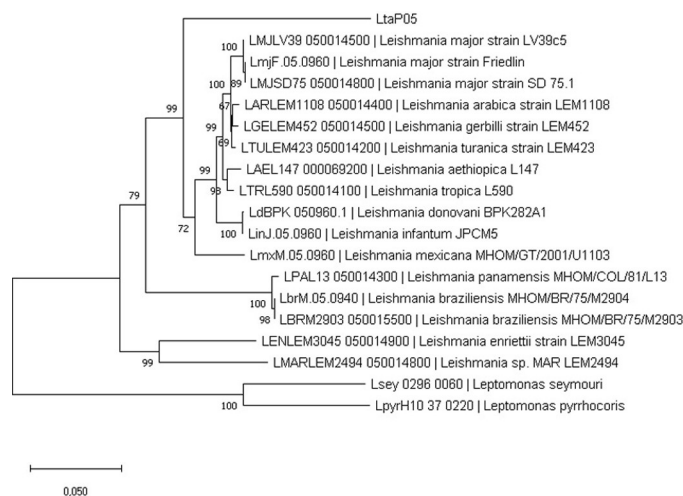 LtaP05
LMJLV39 050014500 | Leishmania major strain LV39c5
100
LmjF.05.0960 | Leishmania major strain Friedlin
LMJSD75 050014800 | Leishmania major strain SD 75.1
100
89
99
LARLEM1108 050014400 | Leishmania arabica strain LEM1108
67
LGELEM452 050014500 | Leishmania gerbilli strain LEM452
99
LTULEM423 050014200 | Leishmania turanica strain LEM423
69
LAEL147 000069200 | Leishmania aethiopica L147
99
LTRL590 050014100 | Leishmania tropica L590
98
79
LdBPK 050960.1 | Leishmania donovani BPK282A1
72
LinJ.05.0960 | Leishmania infantum JPCM5
100
LmxM.05.0960 | Leishmania mexicana MHOM/GT/2001/U1103
LPAL13 050014300 | Leishmania panamensis MHOM/COL/81/L13
100
LbrM.05.0940 | Leishmania braziliensis MHOM/BR/75/M2904
98
LBRM2903 050015500 | Leishmania braziliensis MHOM/BR/75/M2903
LENLEM3045 050014900 | Leishmania enriettii strain LEM3045
99
LMARLEM2494 050014800 | Leishmania sp. MAR LEM2494
Lsey 0296 0060 | Leptomonas seymouri
100
LpyrH10 37 0220 | Leptomonas pyrrhocoris
0,050